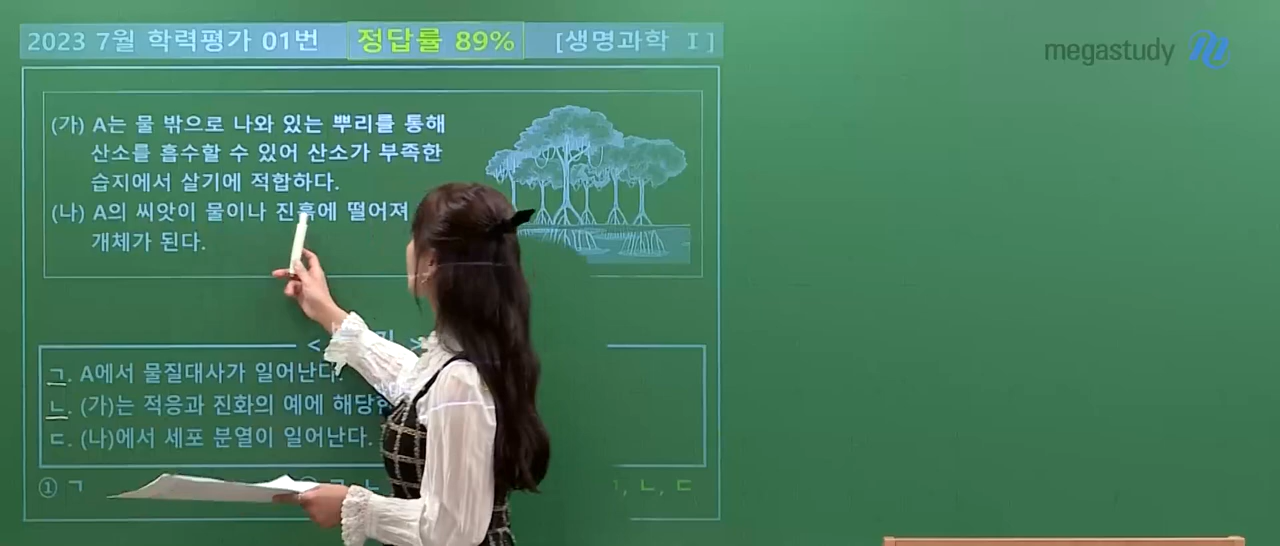 2023 7월 학력평가 01번 정답률 89% [생명과학 Ⅰ]
megastudy
(가) A는 물 밖으로 나와 있는 뿌리를 통해
산소를 흡수할 수 있어 산소가 부족한
습지에서 살기에 적합하다.
(나) A의 씨앗이 물이나 진흙에 떨어져
개체가 된다.
<
ㄱ. A에서 물질대사가 일어난다.
ㄴ. (가)는 적응과 진화의 예에 해당한
ㄷ. (나)에서 세포 분열이 일어난다.
① ㄱ ㄴ, ㄷ